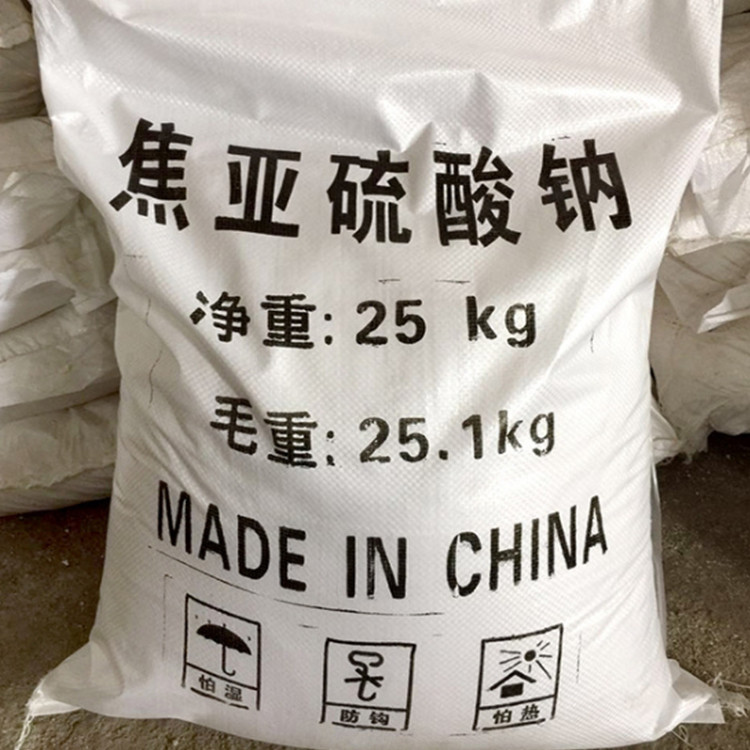 焦亚硫酸钠
净重: 25 kg
毛重: 25.1kg
MADE IN CHINA
怕湿
防钩
怕热